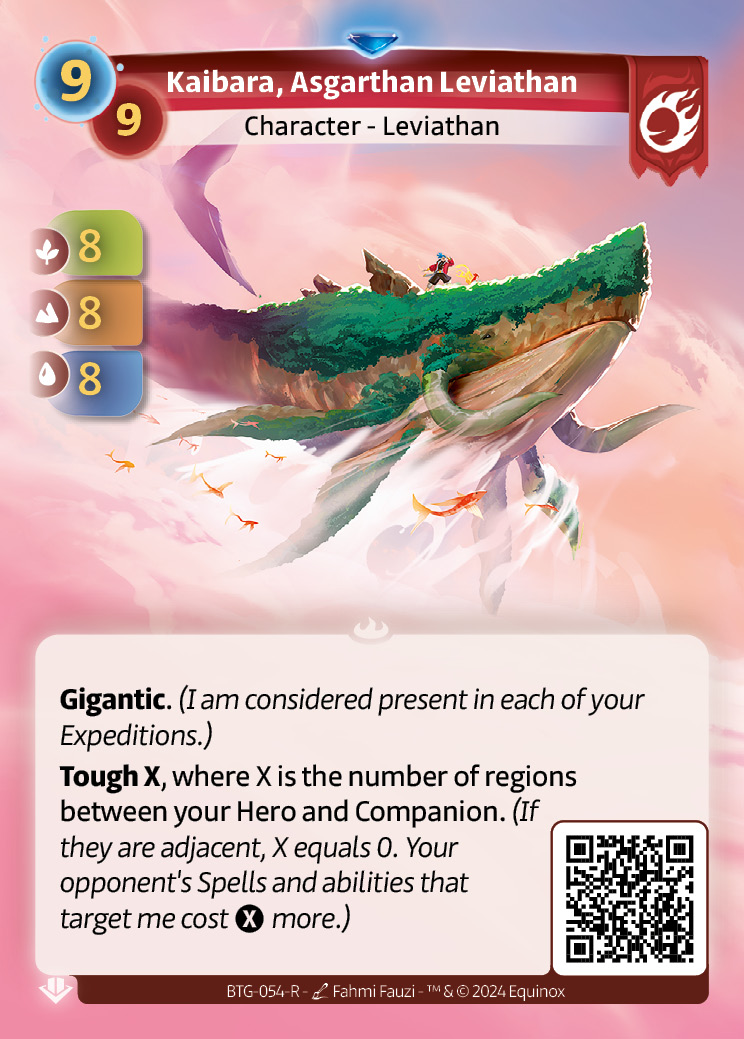 9
Kaibara, Asgarthan Leviathan
9
Character - Leviathan
8
8
8
Gigantic. (I am considered present in each of your
Expeditions.)
Tough X, where X is the number of regions
between your Hero and Companion. (If
they are adjacent, X equals 0. Your
opponent's Spells and abilities that
target me cost X more.)
BTG-054-R - Fahmi Fauzi - ™ & © 2024 Equinox